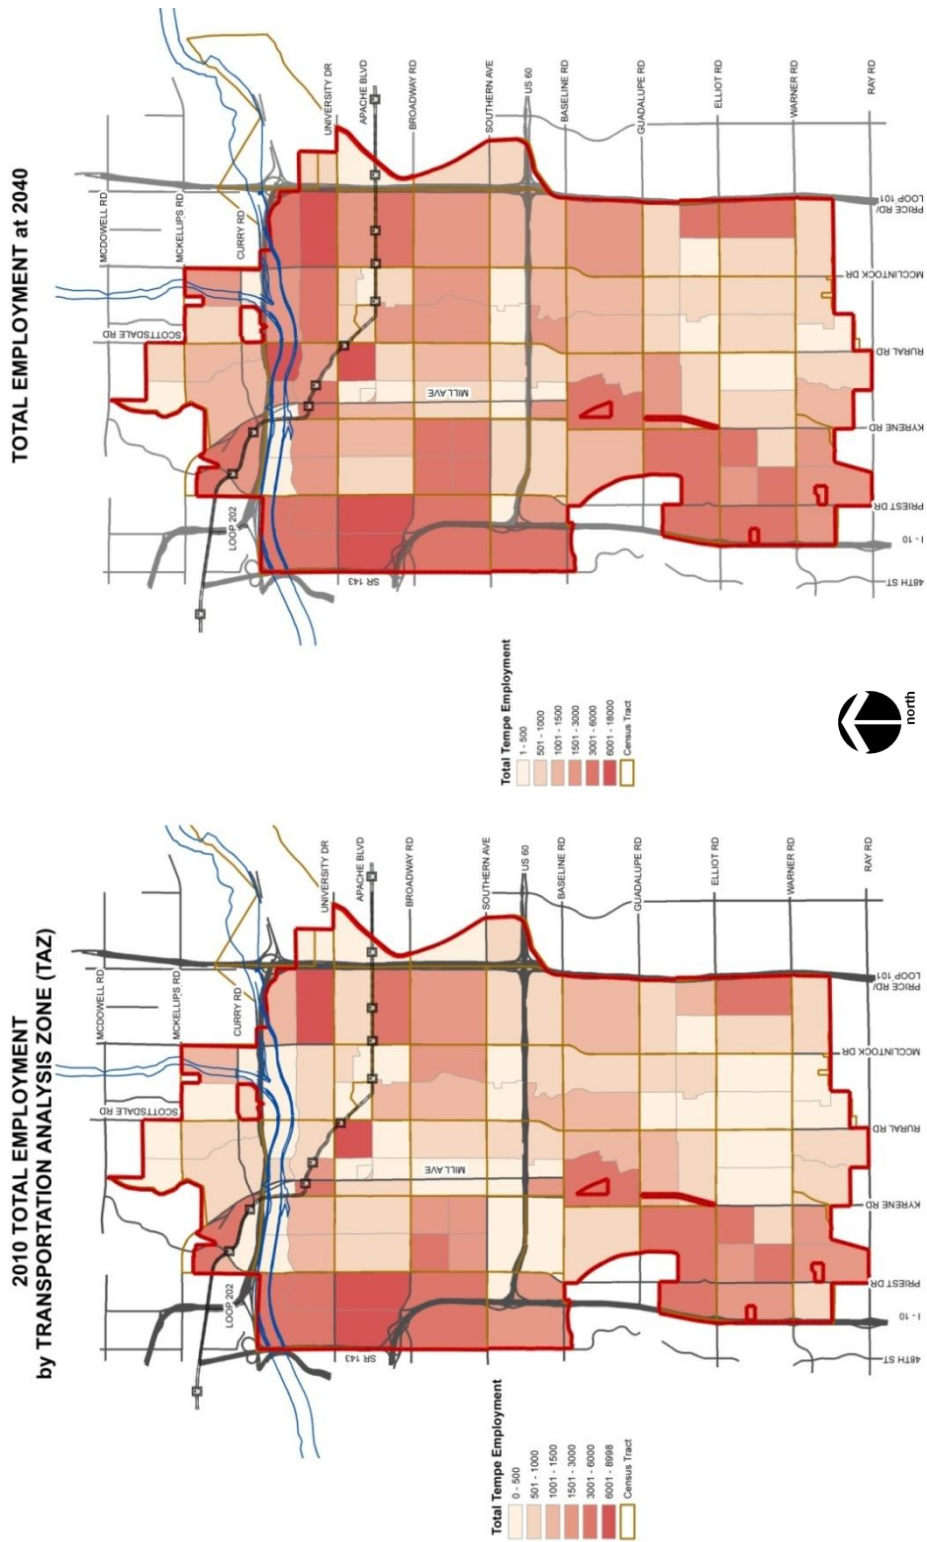 TOTAL EMPLOYMENT at 2040
MCDOWELL RD
MCKELLIPS RD
CURRY RD
SCOTTSDALE RD
UNIVERSITY DR
APACHE BLVD
BROADWAY RD
SOUTHERN AVE
US 60
BASELINE RD
GUADALUPE RD
ELLIOT RD
WARNER RD
RAY RD
LOOP 101
PRICE RD/
MCCLINTOCK DR
RURAL RD
MILL AVE
KYRENE RD
PRIEST DR
I - 10
48TH ST
LOOP 202
SR 143
Total Tempe Employment
1 - 500
501 - 1000
1001 - 1500
1501 - 3000
3001 - 6000
6001 - 18000
Census Tract
north
2010 TOTAL EMPLOYMENT
by TRANSPORTATION ANALYSIS ZONE (TAZ)
MCDOWELL RD
MCKELLIPS RD
CURRY RD
SCOTTSDALE RD
UNIVERSITY DR
APACHE BLVD
BROADWAY RD
SOUTHERN AVE
US 60
BASELINE RD
GUADALUPE RD
ELLIOT RD
WARNER RD
RAY RD
LOOP 101
PRICE RD/
MCCLINTOCK DR
RURAL RD
MILL AVE
KYRENE RD
PRIEST DR
I - 10
48TH ST
LOOP 202
SR 143
Total Tempe Employment
0 - 500
501 - 1000
1001 - 1500
1501 - 3000
3001 - 6000
6001 - 8998
Census Tract